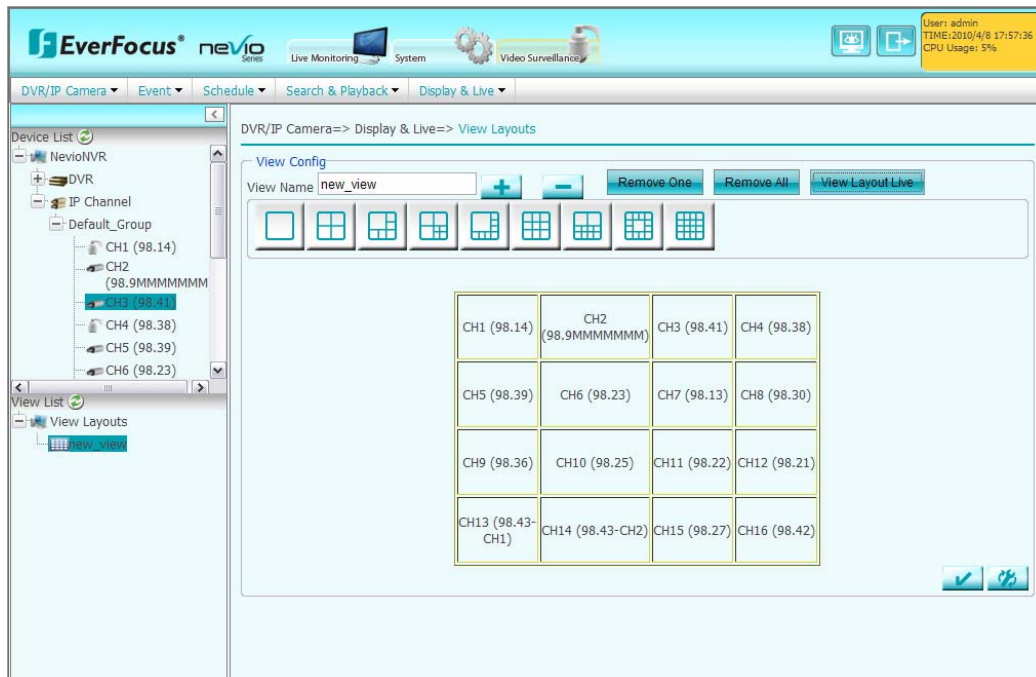 EverFocus® nevio Series
Live Monitoring System Video Surveillance
User: admin
TIME:2010/4/8 17:57:36
CPU Usage: 5%
DVR/IP Camera Event Schedule Search & Playback Display & Live
Device List
NevioNVR
DVR
IP Channel
Default_Group
CH1 (98.14)
CH2
(98.9MMMMMMM
CH3 (98.41)
CH4 (98.38)
CH5 (98.39)
CH6 (98.23)
View List
View Layouts
new_view
DVR/IP Camera=> Display & Live=> View Layouts
View Config
View Name new_view Remove One Remove All View Layout Live
CH1 (98.14) CH2 (98.9MMMMMMM) CH3 (98.41) CH4 (98.38)
CH5 (98.39) CH6 (98.23) CH7 (98.13) CH8 (98.30)
CH9 (98.36) CH10 (98.25) CH11 (98.22) CH12 (98.21)
CH13 (98.43-CH1) CH14 (98.43-CH2) CH15 (98.27) CH16 (98.42)